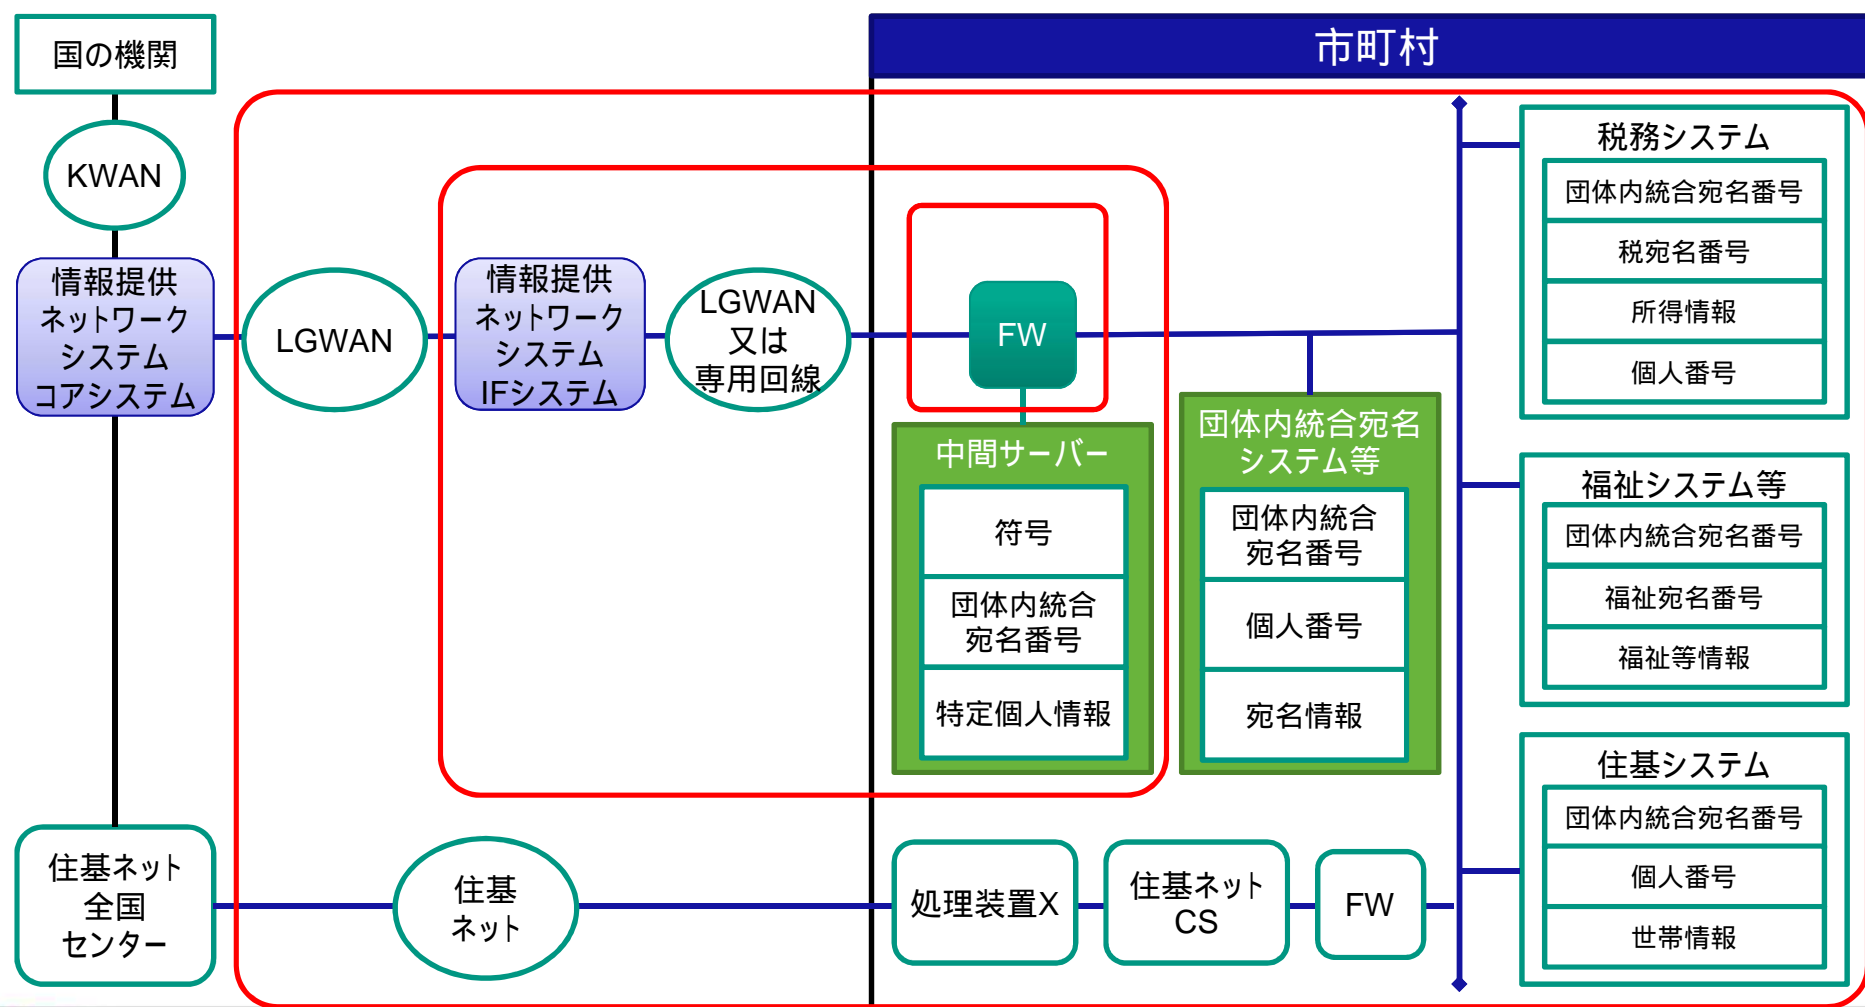 国の機関
市町村
KWAN
情報提供
ネットワーク
システム
コアシステム
LGWAN
情報提供
ネットワーク
システム
IFシステム
LGWAN
又は
専用回線
FW
中間サーバー
符号
団体内統合
宛名番号
特定個人情報
団体内統合宛名
システム等
団体内統合
宛名番号
個人番号
宛名情報
税務システム
団体内統合宛名番号
税宛名番号
所得情報
個人番号
福祉システム等
団体内統合宛名番号
福祉宛名番号
福祉等情報
住基システム
団体内統合宛名番号
個人番号
世帯情報
住基ネット
全国
センター
住基
ネット
処理装置X
住基ネット
CS
FW